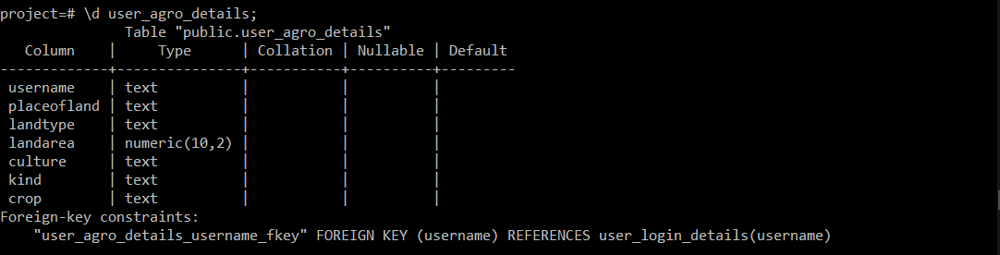 project=# \d user_agro_details;
              Table "public.user_agro_details"
   Column    |     Type      | Collation | Nullable | Default
-------------+---------------+-----------+----------+---------
 username    | text          |           |          |
 placeofland | text          |           |          |
 landtype    | text          |           |          |
 landarea    | numeric(10,2) |           |          |
 culture     | text          |           |          |
 kind        | text          |           |          |
 crop        | text          |           |          |
Foreign-key constraints:
    "user_agro_details_username_fkey" FOREIGN KEY (username) REFERENCES user_login_details(username)